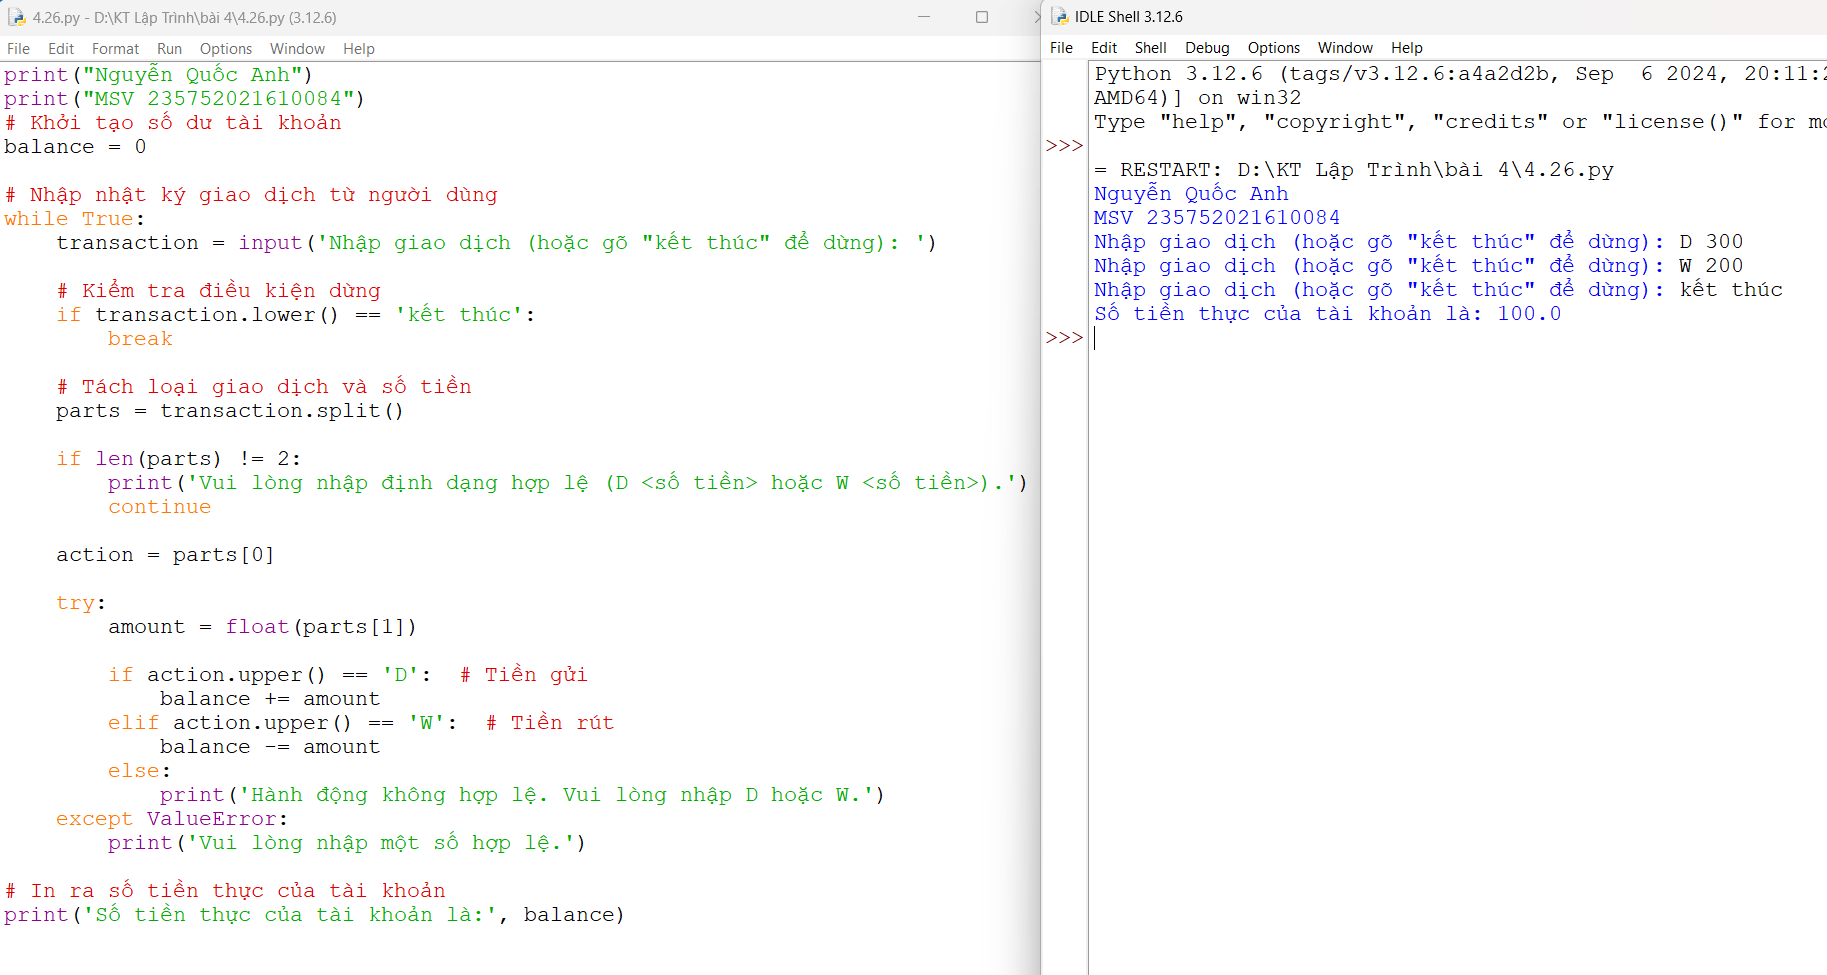 4.26.py - D:\KT Lập Trình\bài 4\4.26.py (3.12.6)
File Edit Format Run Options Window Help
print("Nguyễn Quốc Anh")
print("MSV 235752021610084")
# Khởi tạo số dư tài khoản
balance = 0
# Nhập nhật ký giao dịch từ người dùng
while True:
transaction = input('Nhập giao dịch (hoặc gõ "kết thúc" để dừng): ')
# Kiểm tra điều kiện dừng
if transaction.lower() == 'kết thúc':
break
# Tách loại giao dịch và số tiền
parts = transaction.split()
if len(parts) != 2:
print('Vui lòng nhập định dạng hợp lệ (D <số tiền> hoặc W <số tiền>).')
continue
action = parts[0]
try:
amount = float(parts[1])
if action.upper() == 'D':  # Tiền gửi
balance += amount
elif action.upper() == 'W':  # Tiền rút
balance -= amount
else:
print('Hành động không hợp lệ. Vui lòng nhập D hoặc W.')
except ValueError:
print('Vui lòng nhập một số hợp lệ.')
# In ra số tiền thực của tài khoản
print('Số tiền thực của tài khoản là:', balance)
IDLE Shell 3.12.6
File Edit Shell Debug Options Window Help
Python 3.12.6 (tags/v3.12.6:a4a2d2b, Sep  6 2024, 20:11:2
AMD64)] on win32
Type "help", "copyright", "credits" or "license()" for mo
>>>
= RESTART: D:\KT Lập Trình\bài 4\4.26.py
Nguyễn Quốc Anh
MSV 235752021610084
Nhập giao dịch (hoặc gõ "kết thúc" để dừng): D 300
Nhập giao dịch (hoặc gõ "kết thúc" để dừng): W 200
Nhập giao dịch (hoặc gõ "kết thúc" để dừng): kết thúc
Số tiền thực của tài khoản là: 100.0
>>>